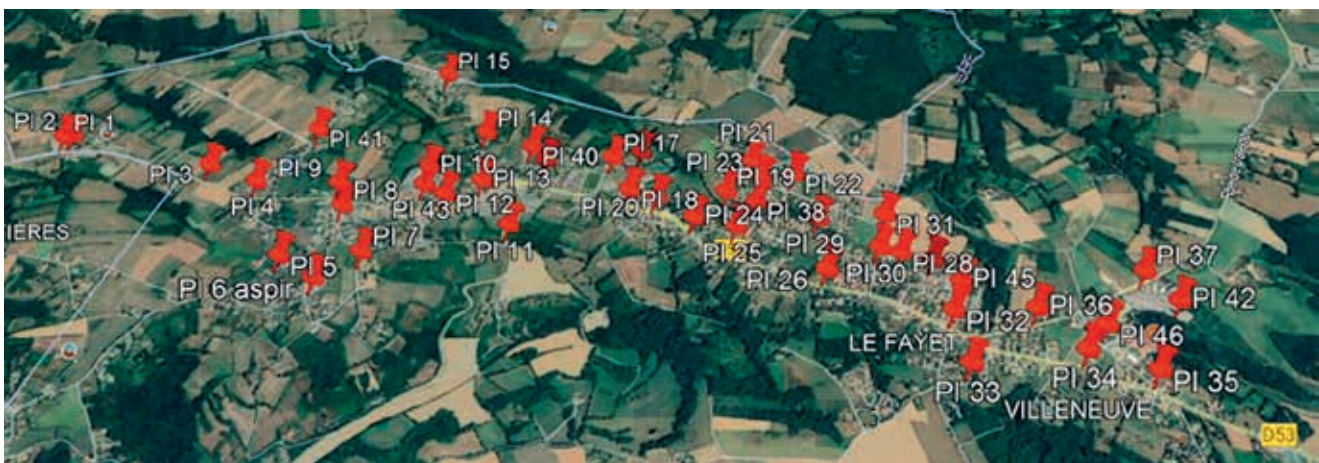 PI 15
PI 2
PI 1
PI 41
PI 14
PI 17
PI 21
PI 3
PI 9
PI 10
PI 40
PI 23
PI 4
PI 8
PI 43
PI 12
PI 13
PI 20
PI 18
PI 19
PI 22
PI 24
PI 38
IERES
PI 5
PI 7
PI 11
PI 25
PI 29
PI 31
PI 6 aspir
PI 26
PI 30
PI 28
PI 45
PI 37
PI 36
PI 42
PI 32
LE FAYET
PI 46
PI 33
PI 34
PI 35
VILLENEUVE
D53